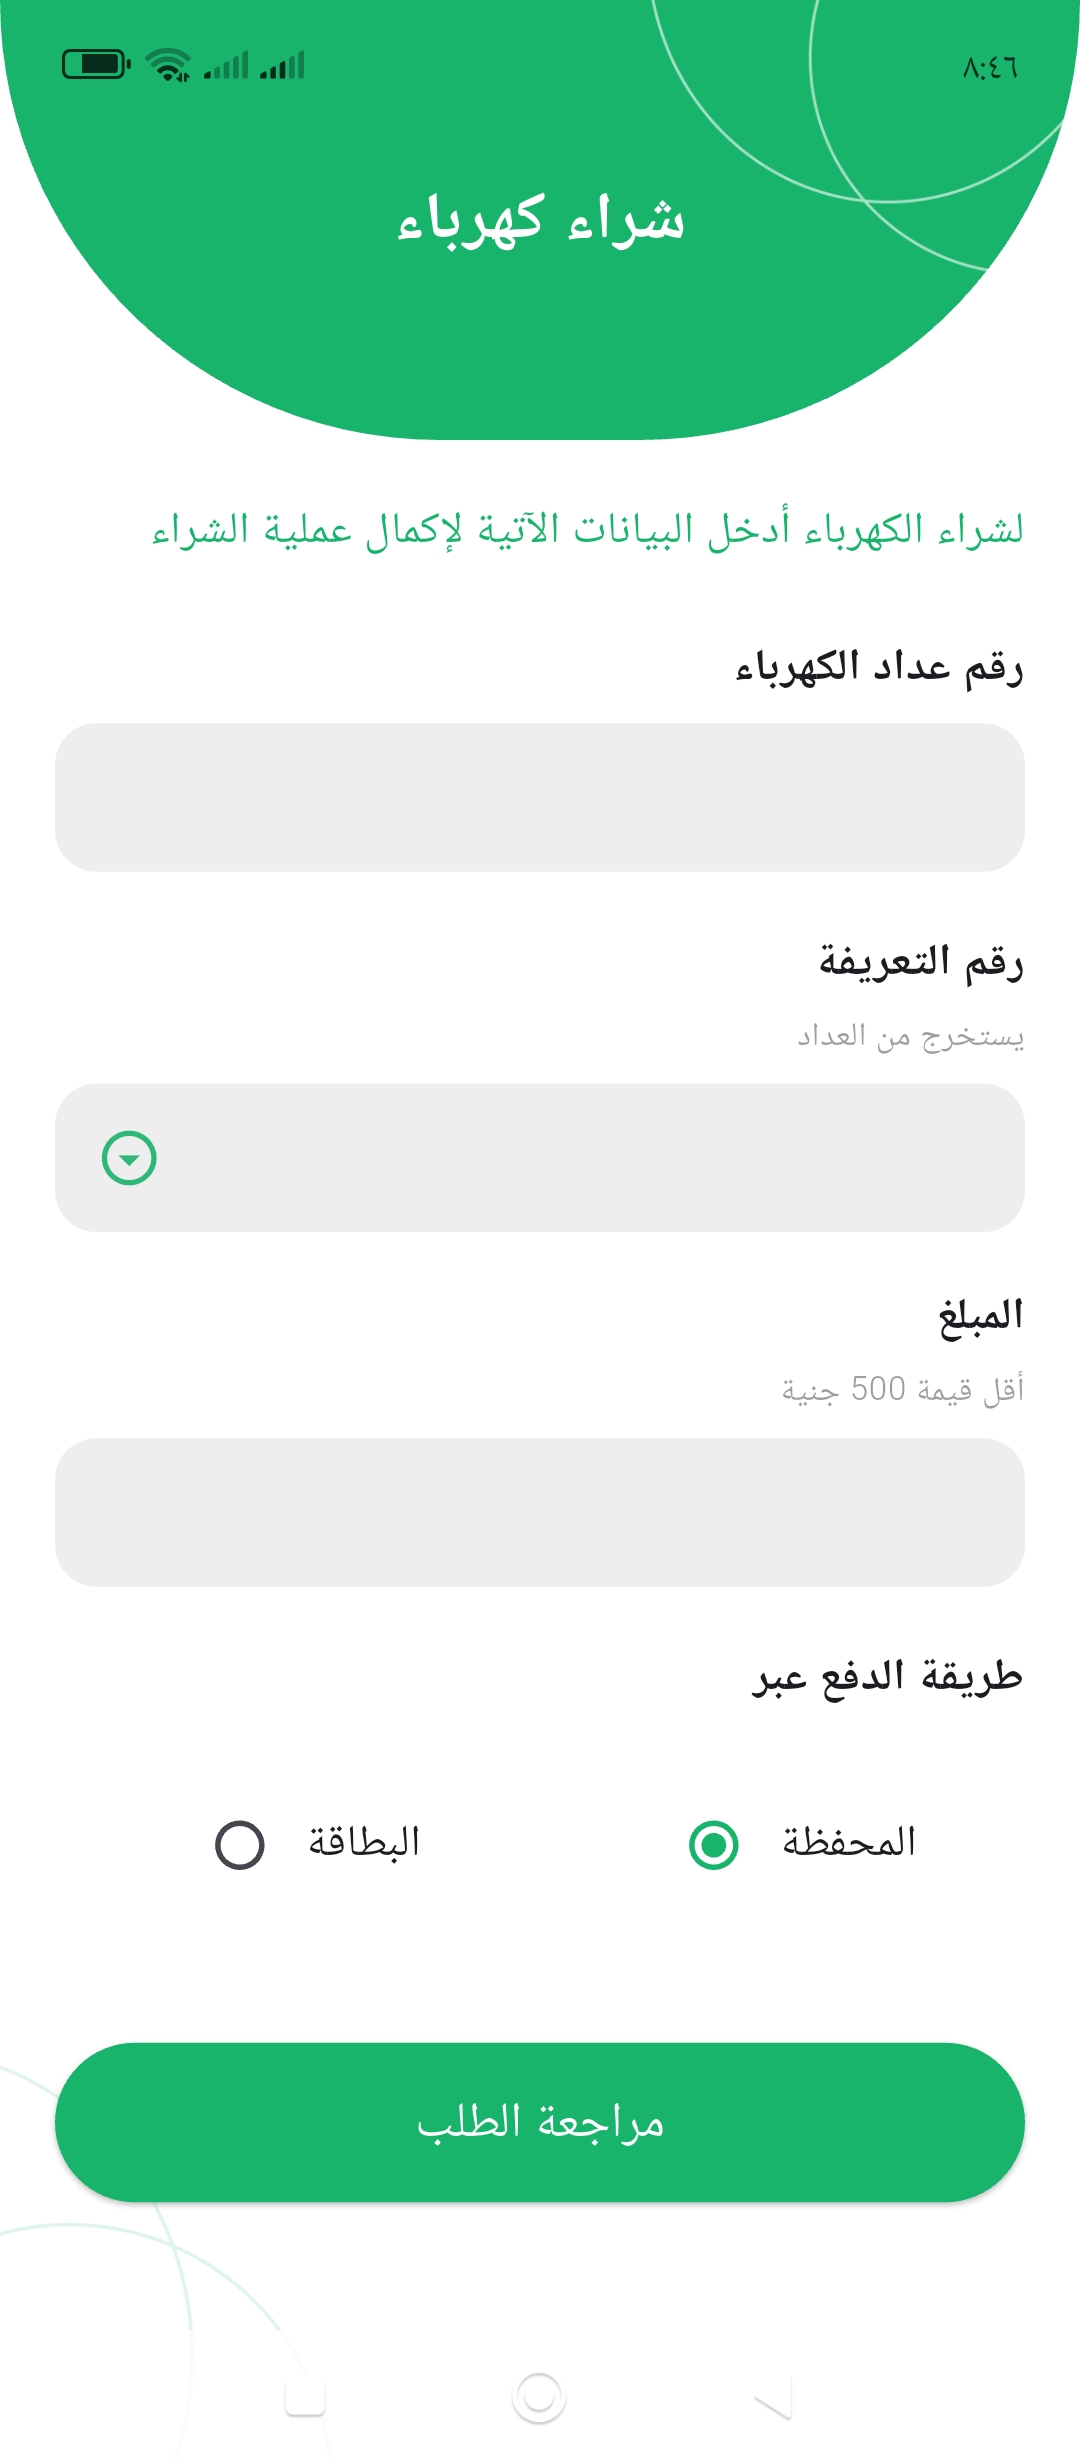 ٨:٤٦
شراء كهرباء
لشراء الكهرباء أدخل البيانات الآتية لإكمال عملية الشراء
رقم عداد الكهرباء
رقم التعريفة
يستخرج من العداد
المبلغ
أقل قيمة 500 جنية
طريقة الدفع عبر
المحفظة
البطاقة
مراجعة الطلب